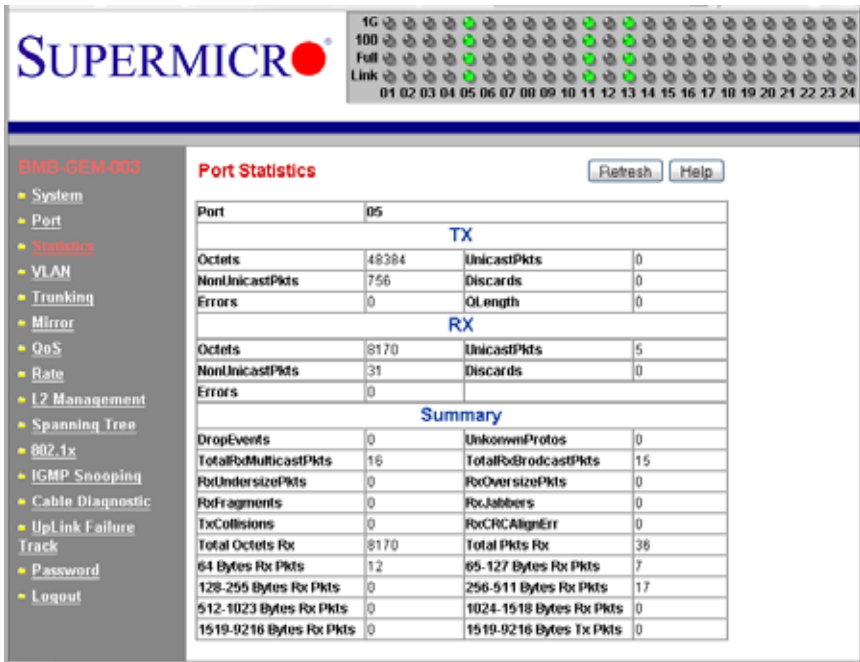 SUPERMICRO
1G
100
Full
Link
01 02 03 04 05 06 07 08 09 10 11 12 13 14 15 16 17 18 19 20 21 22 23 24
BMB-GEM-003
System
Port
Statistics
VLAN
Trunking
Mirror
QoS
Rate
L2 Management
Spanning Tree
802.1x
IGMP Snooping
Cable Diagnostic
UpLink Failure
Track
Password
Logout
Port Statistics
Refresh Help
Port 05
TX
Octets 48384 UnicastPkts 0
NonUnicastPkts 756 Discards 0
Errors 0 QLength 0
RX
Octets 8170 UnicastPkts 5
NonUnicastPkts 31 Discards 0
Errors 0
Summary
DropEvents 0 UnkonwnProtos 0
TotalRxMulticastPkts 16 TotalRxBrodcastPkts 15
RxUndersizePkts 0 RxOversizePkts 0
RxFragments 0 RxJabbers 0
TxCollisions 0 RxCRCAlignErr 0
Total Octets Rx 8170 Total Pkts Rx 36
64 Bytes Rx Pkts 12 65-127 Bytes Rx Pkts 7
128-255 Bytes Rx Pkts 0 256-511 Bytes Rx Pkts 17
512-1023 Bytes Rx Pkts 0 1024-1518 Bytes Rx Pkts 0
1519-9216 Bytes Rx Pkts 0 1519-9216 Bytes Tx Pkts 0